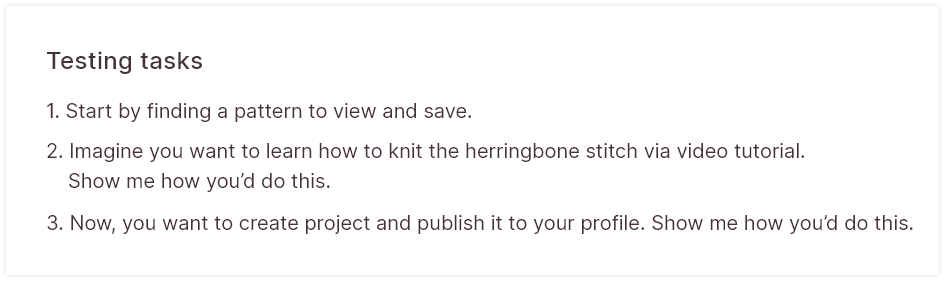 Testing tasks
1. Start by finding a pattern to view and save.
2. Imagine you want to learn how to knit the herringbone stitch via video tutorial.
Show me how you’d do this.
3. Now, you want to create project and publish it to your profile. Show me how you’d do this.